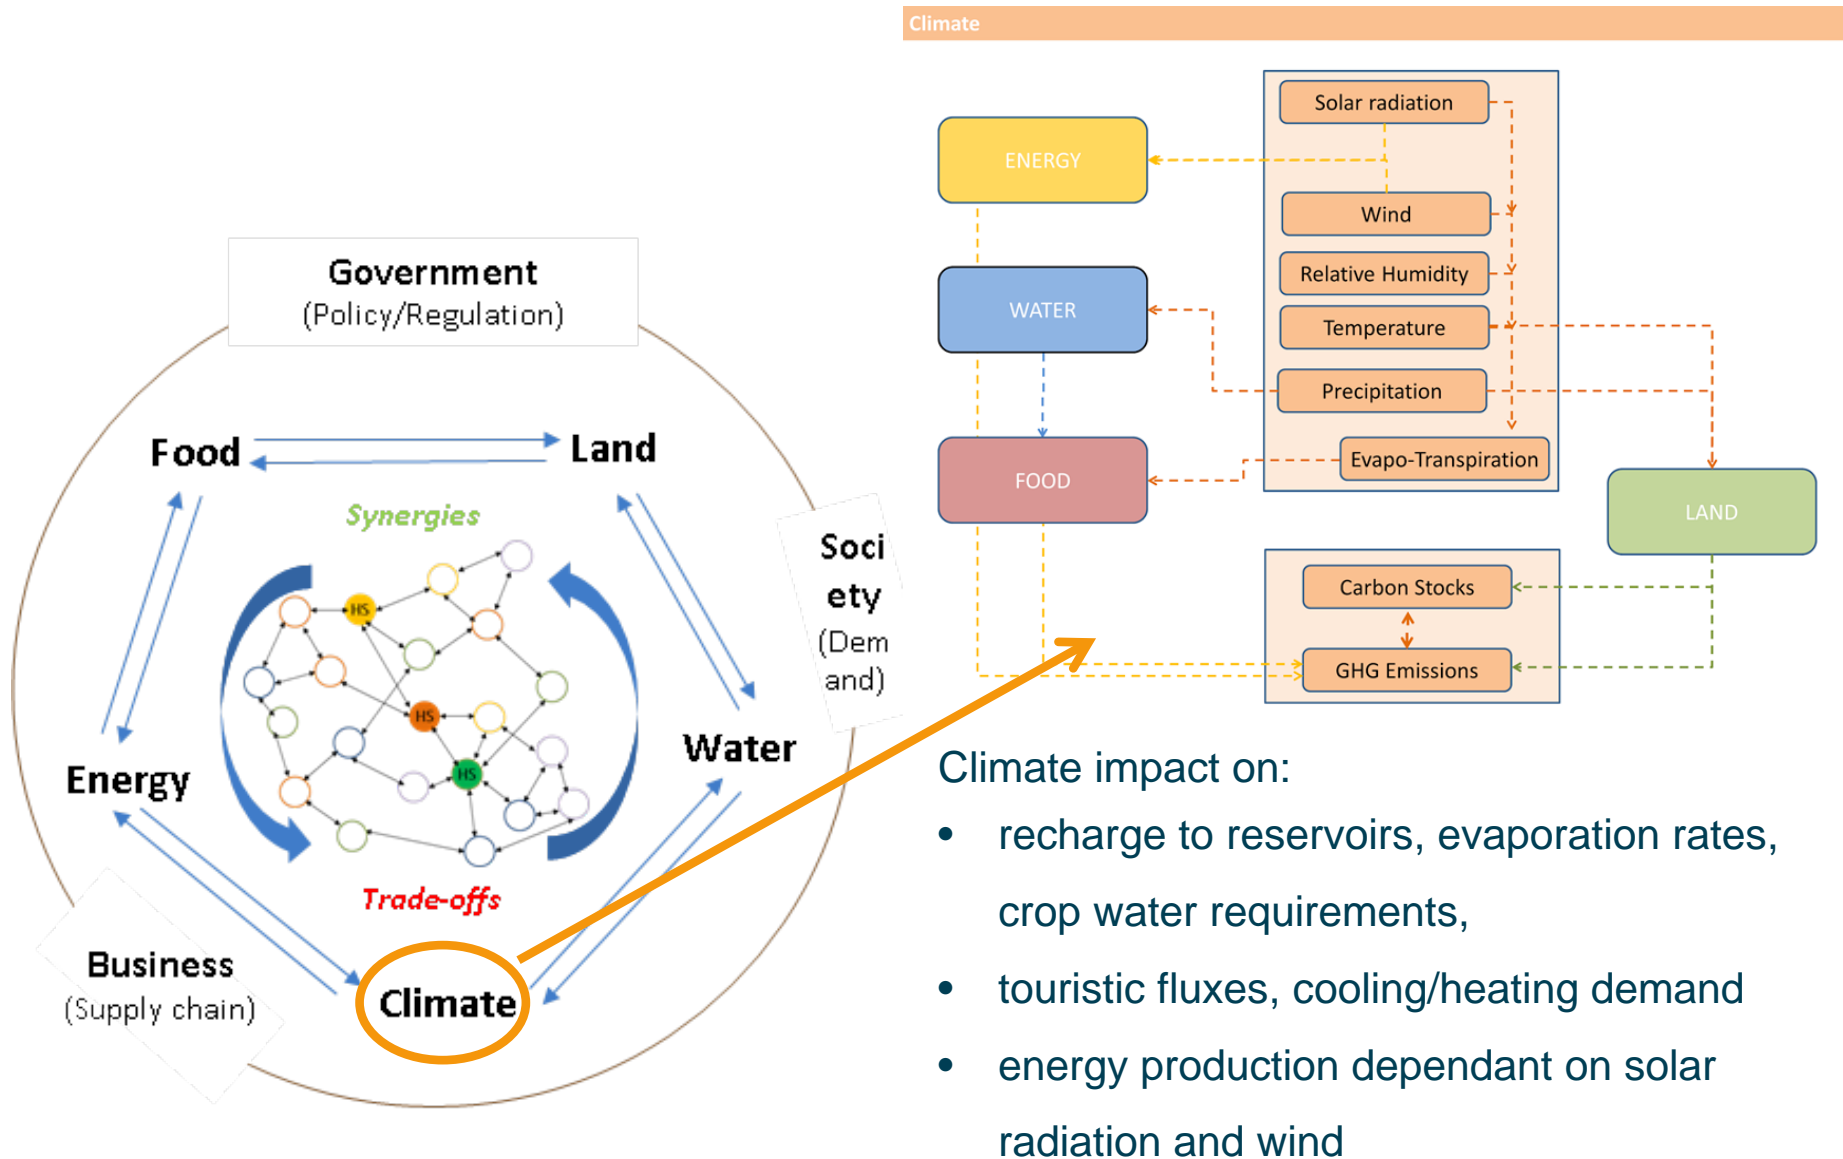 Climate
Solar radiation
ENERGY
Wind
Relative Humidity
WATER
Temperature
Precipitation
Evapo-Transpiration
FOOD
LAND
Carbon Stocks
GHG Emissions
Government
(Policy/Regulation)
Food
Land
Synergies
Soci
ety
(Dem
and)
HS
HS
HS
Water
Energy
Trade-offs
Business
(Supply chain)
Climate
Climate impact on:
• recharge to reservoirs, evaporation rates,
crop water requirements,
• touristic fluxes, cooling/heating demand
• energy production dependant on solar
radiation and wind